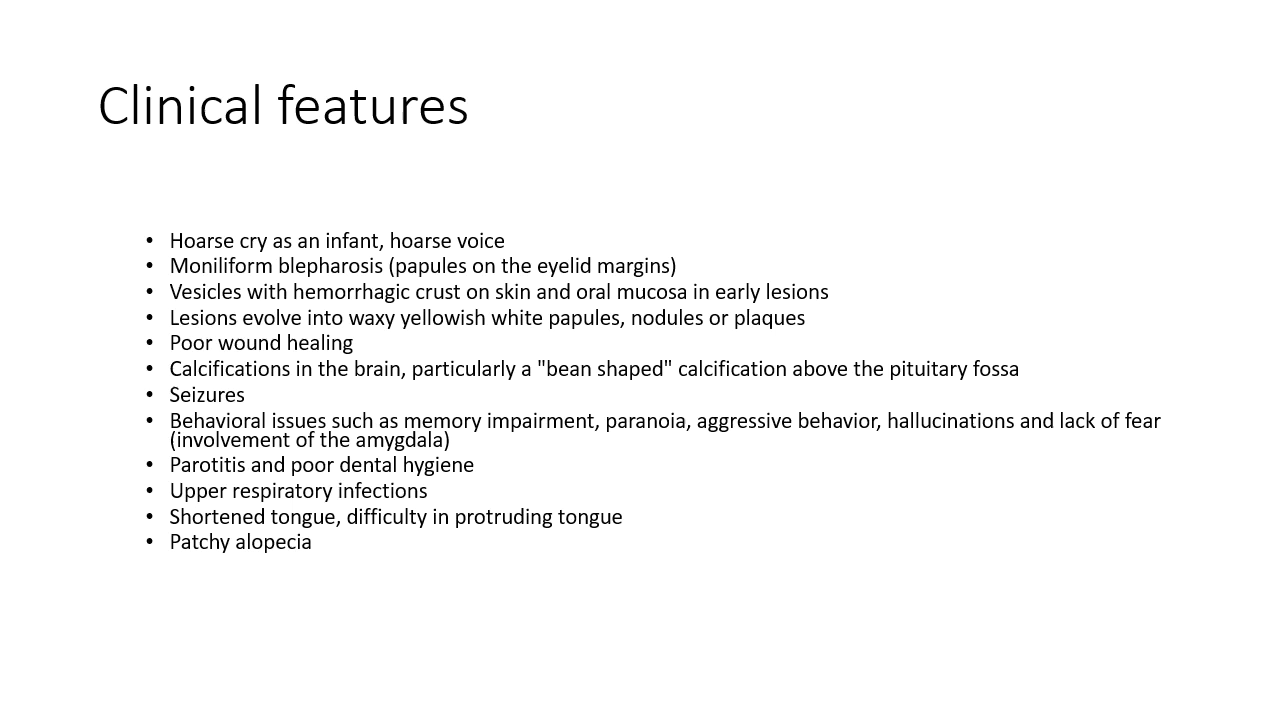 Clinical features
• Hoarse cry as an infant, hoarse voice
• Moniliform blepharosis (papules on the eyelid margins)
• Vesicles with hemorrhagic crust on skin and oral mucosa in early lesions
• Lesions evolve into waxy yellowish white papules, nodules or plaques
• Poor wound healing
• Calcifications in the brain, particularly a "bean shaped" calcification above the pituitary fossa
• Seizures
• Behavioral issues such as memory impairment, paranoia, aggressive behavior, hallucinations and lack of fear
(involvement of the amygdala)
• Parotitis and poor dental hygiene
• Upper respiratory infections
• Shortened tongue, difficulty in protruding tongue
• Patchy alopecia